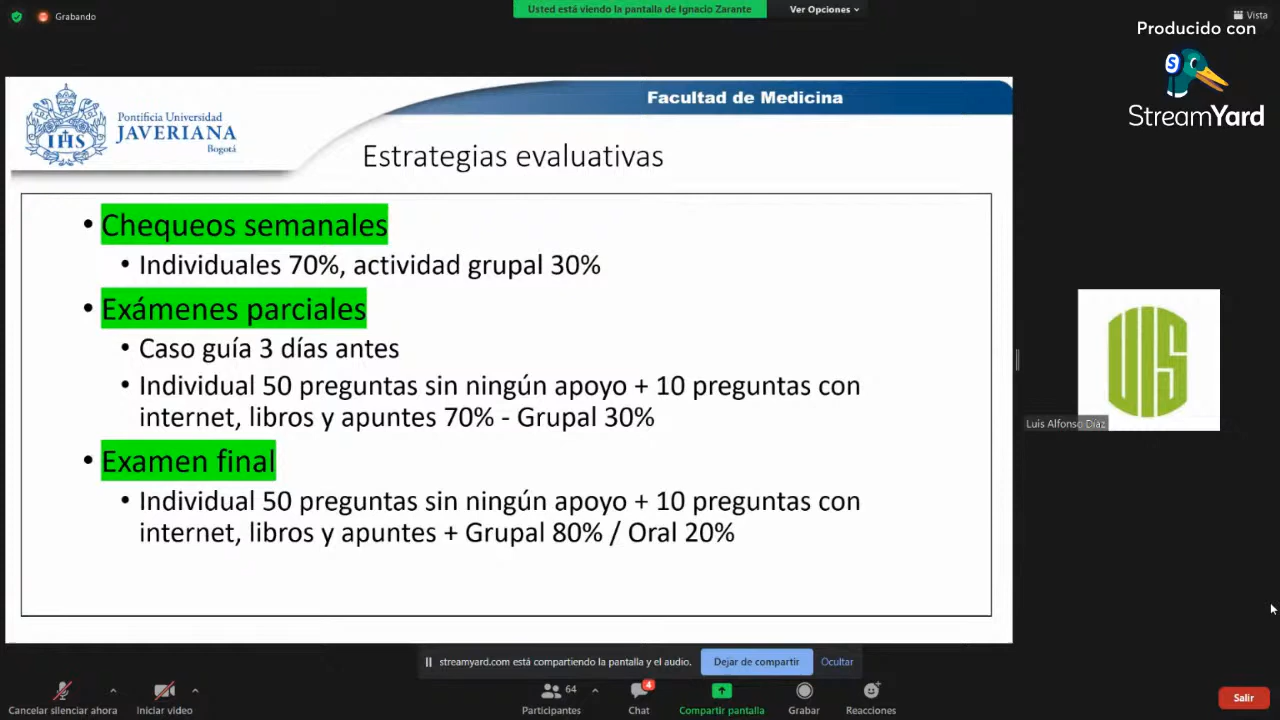 Grabando
Usted está viendo la pantalla de Ignacio Zarante
Ver Opciones
Vista
Producido con
S
StreamYard
Pontificia Universidad
JAVERIANA
Bogotá
IHS
Facultad de Medicina
Estrategias evaluativas
• Chequeos semanales
• Individuales 70%, actividad grupal 30%
• Exámenes parciales
• Caso guía 3 días antes
• Individual 50 preguntas sin ningún apoyo + 10 preguntas con
internet, libros y apuntes 70% - Grupal 30%
• Examen final
• Individual 50 preguntas sin ningún apoyo + 10 preguntas con
internet, libros y apuntes + Grupal 80% / Oral 20%
UIS
Luis Alfonso Díaz
streamyard.com está compartiendo la pantalla y el audio.
Dejar de compartir
Ocultar
Cancelar silenciar ahora
Iniciar video
64
Participantes
4
Chat
Compartir pantalla
Grabar
Reacciones
Salir